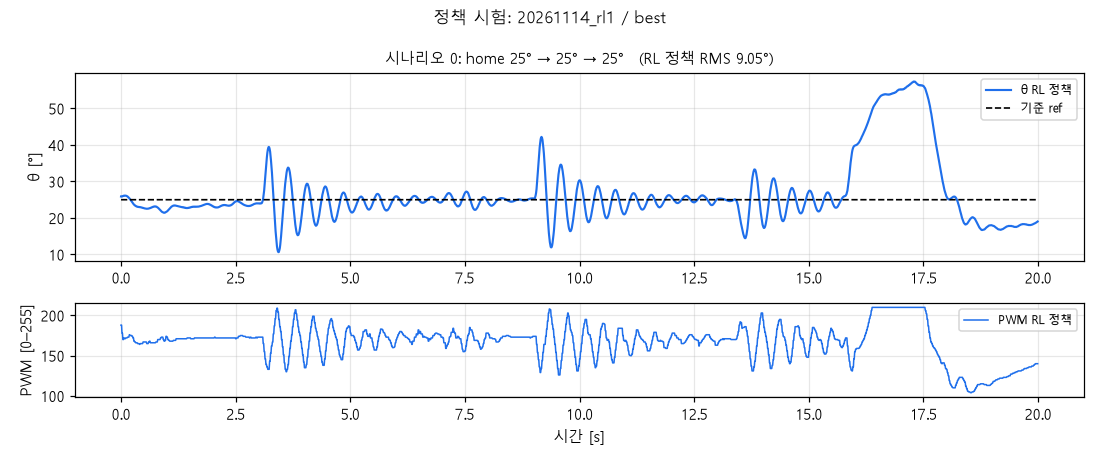 정책 시험: 20261114_rl1 / best
시나리오 0: home 25° → 25° → 25°   (RL 정책 RMS 9.05°)
θ [°]
50
40
30
20
10
θ RL 정책
기준 ref
0.0 2.5 5.0 7.5 10.0 12.5 15.0 17.5 20.0
PWM [0–255]
200
150
100
PWM RL 정책
0.0 2.5 5.0 7.5 10.0 12.5 15.0 17.5 20.0
시간 [s]